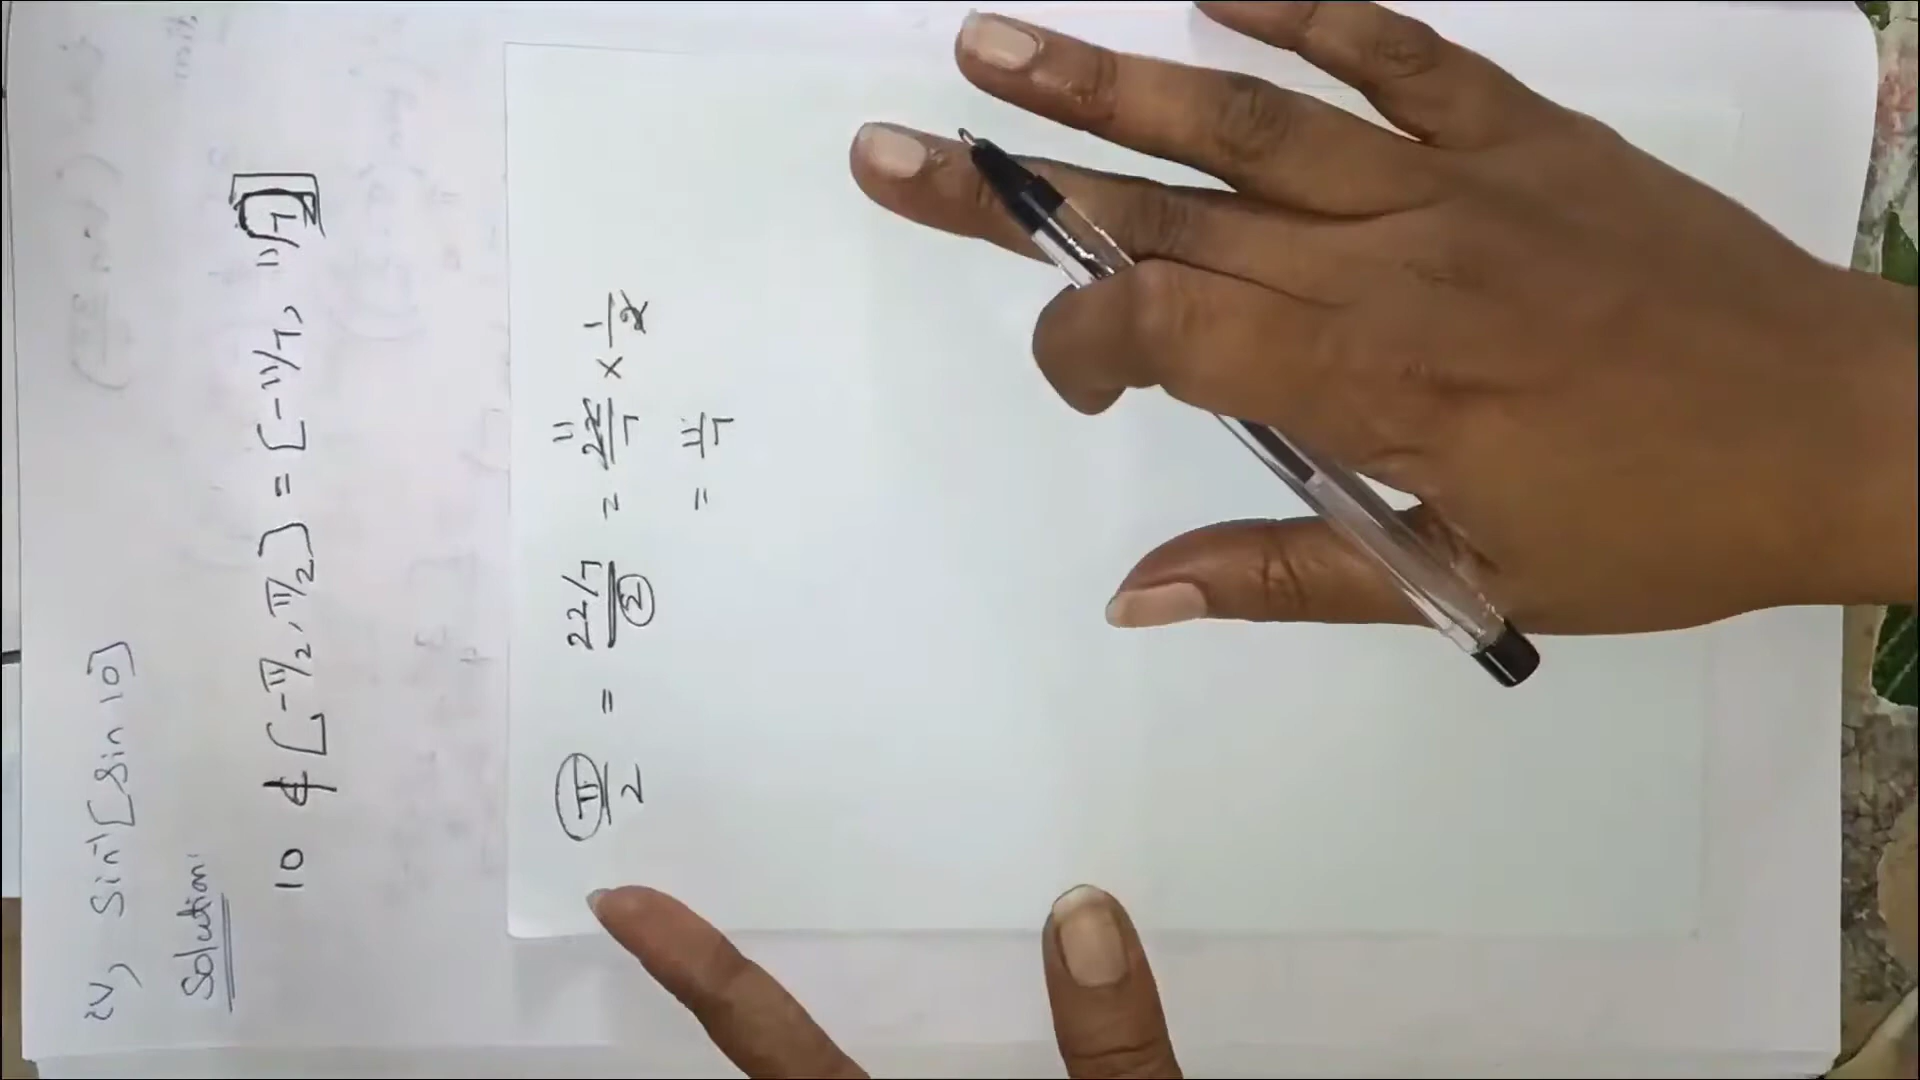 iv, Sin⁻¹[Sin 10]
Solution:
10 ∉ [-π/2, π/2] = [-11/7, 11/7]
π/2 = 22/7 / 2 = 22/7 × 1/2
11
= 11/7